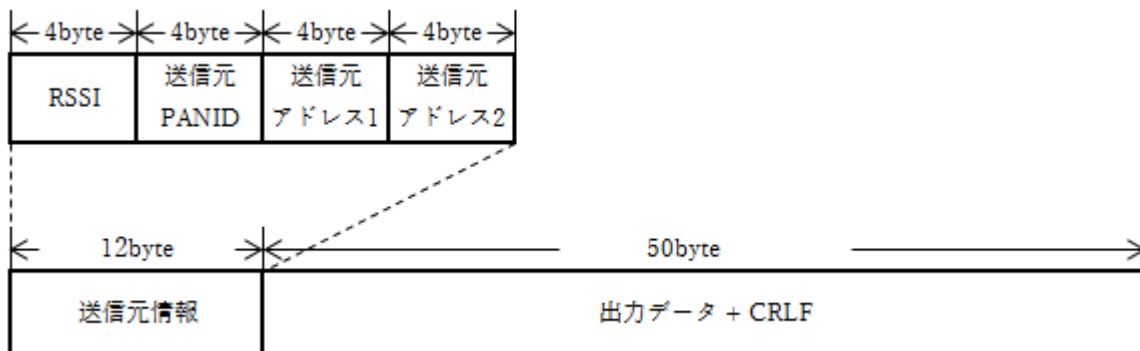 4byte 4byte 4byte 4byte
RSSI
送信元
PANID
送信元
アドレス1
送信元
アドレス2
12byte 50byte
送信元情報 出力データ + CRLF